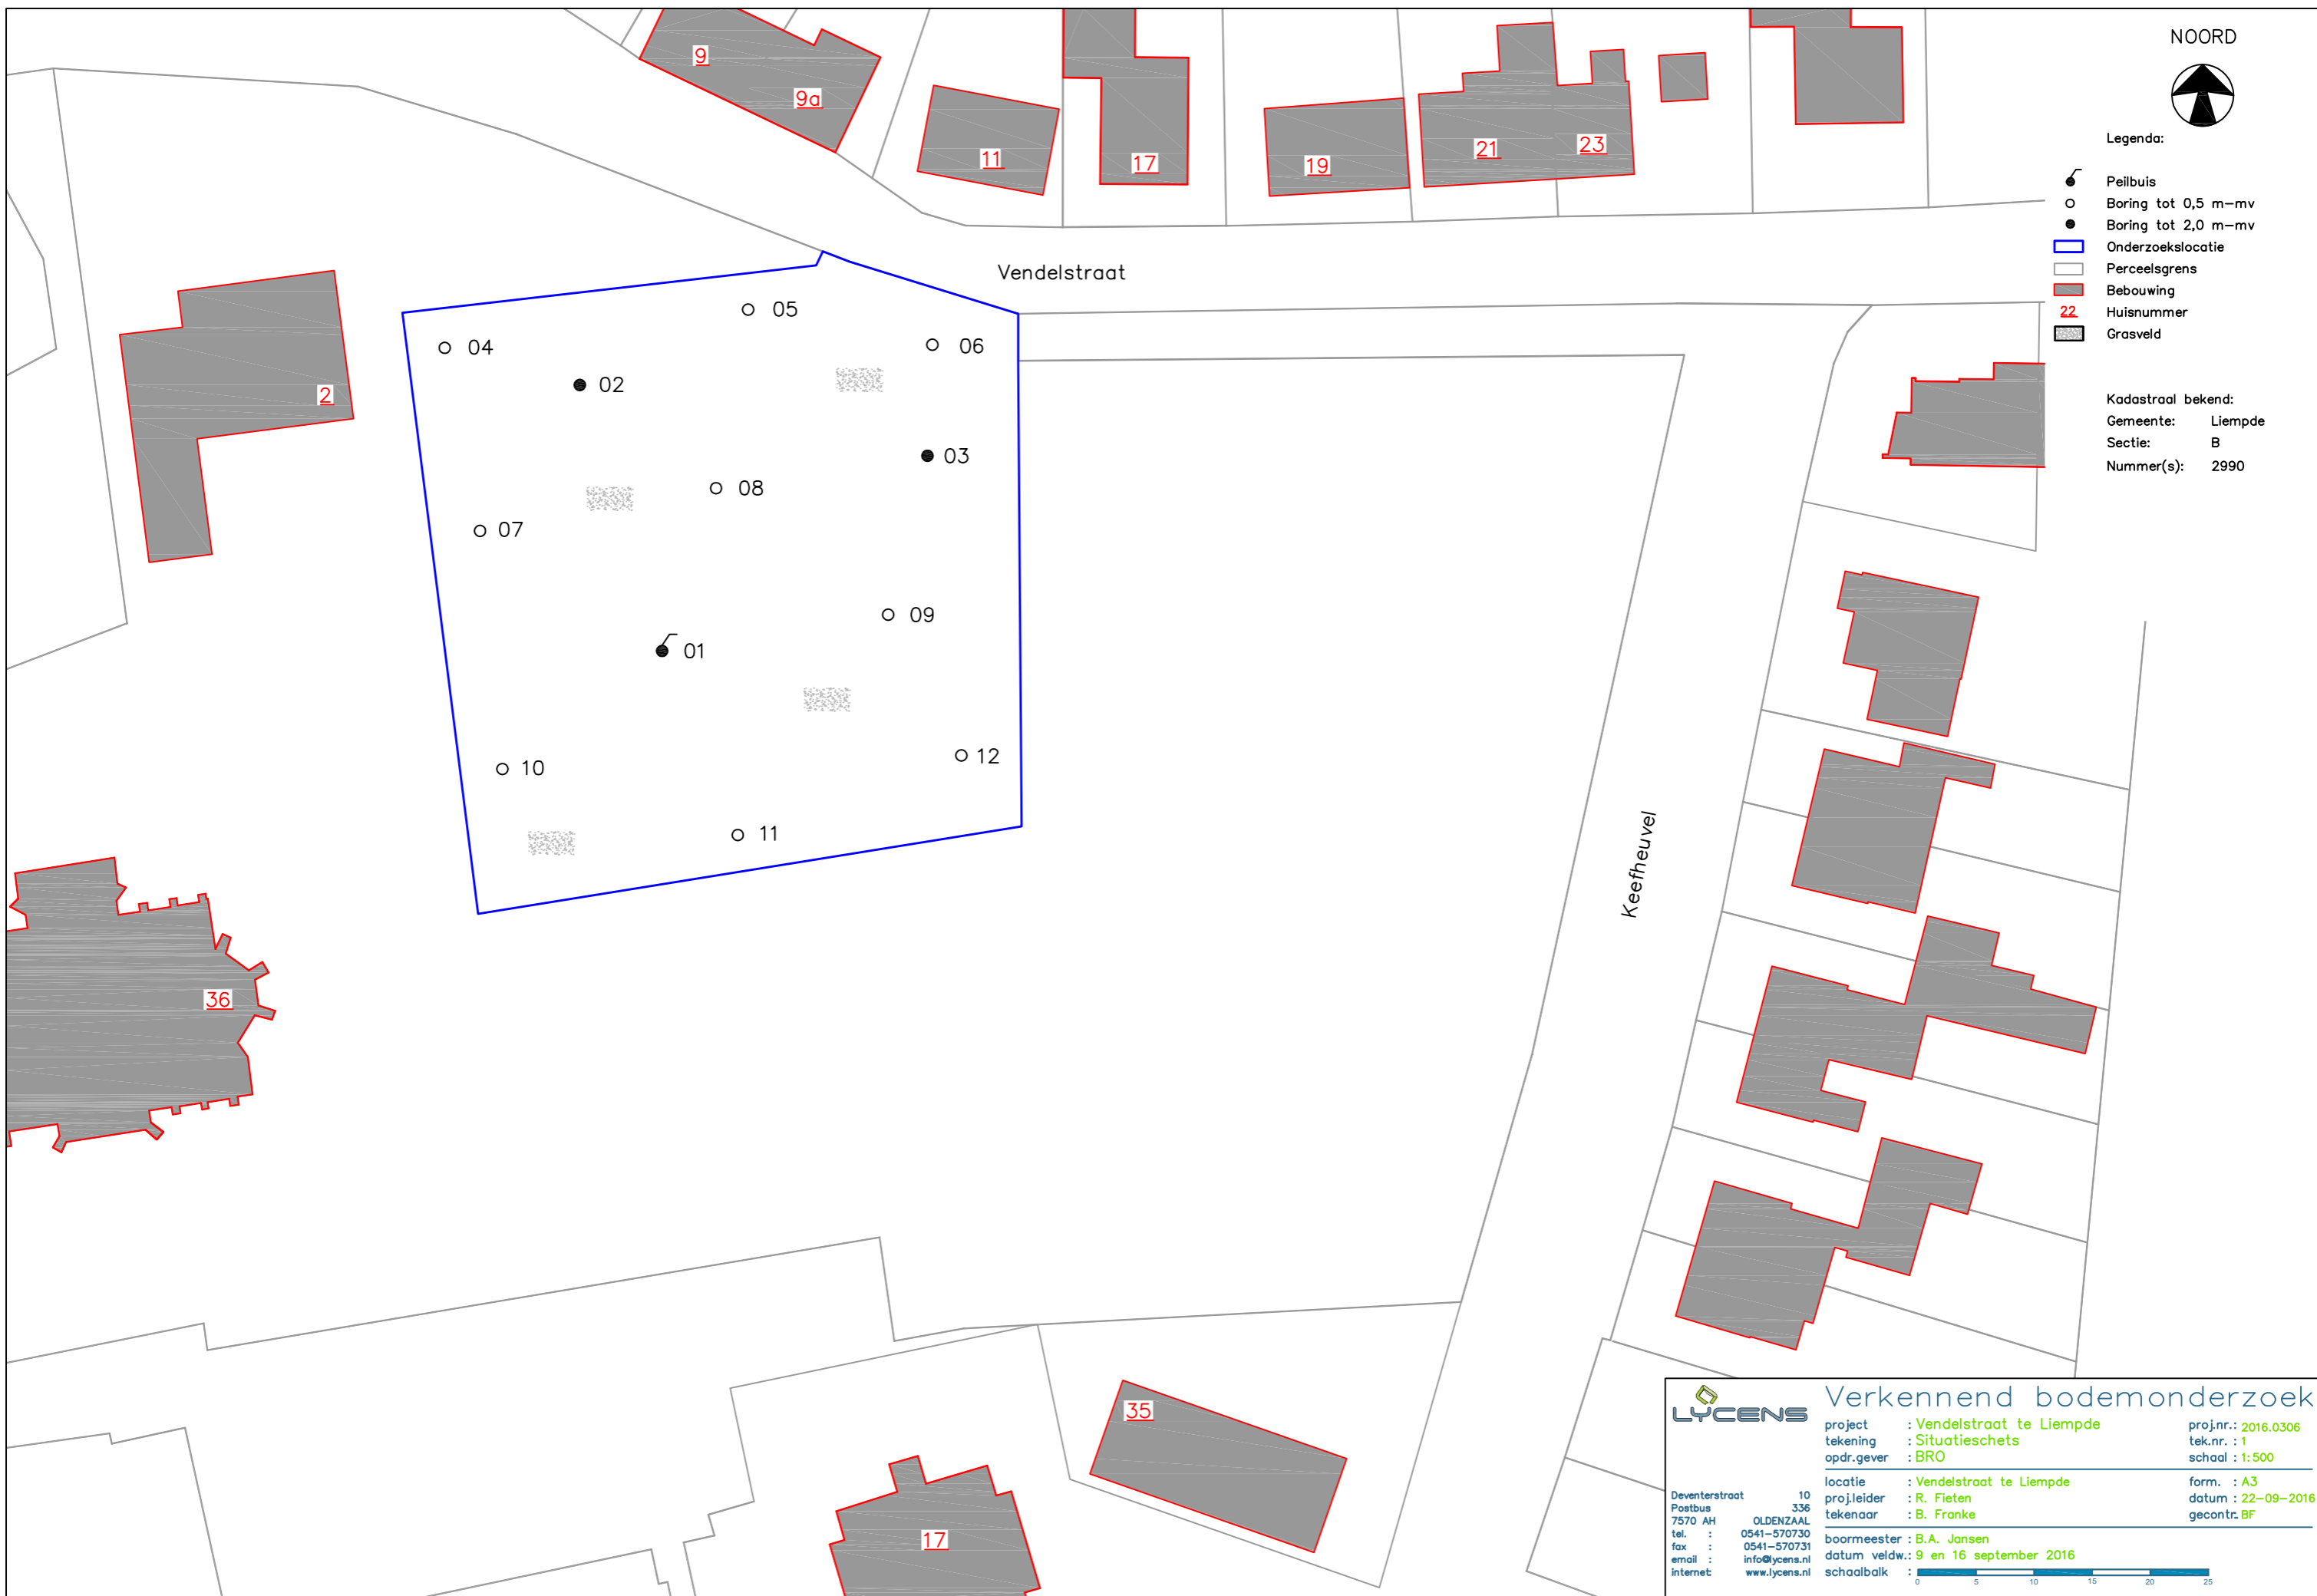 9
9a
11
17
19
21
23
NOORD
Legenda:
Peilbuis
Boring tot 0,5 m-mv
Boring tot 2,0 m-mv
Onderzoekslocatie
Perceelsgrens
Bebouwing
22 Huisnummer
Grasveld
Kadastraal bekend:
Gemeente: Liempde
Sectie: B
Nummer(s): 2990
Vendelstraat
2
04
05
06
02
03
08
07
09
01
10
12
11
Keefheuvel
36
35
17
LYCENS
Deventerstraat 10
Postbus 336
7570 AH OLDENZAAL
tel. : 0541-570730
fax : 0541-570731
email : info@lycens.nl
internet: www.lycens.nl
Verkennend bodemonderzoek
project : Vendelstraat te Liempde proj.nr.: 2016.0306
tekening : Situatieschets tek.nr. : 1
opdr.gever : BRO schaal : 1:500
locatie : Vendelstraat te Liempde form. : A3
proj.leider : R. Fieten datum : 22-09-2016
tekenaar : B. Franke gecontr.: BF
boormeester : B.A. Jansen
datum veldw.: 9 en 16 september 2016
schaalbalk :
0 5 10 15 20 25